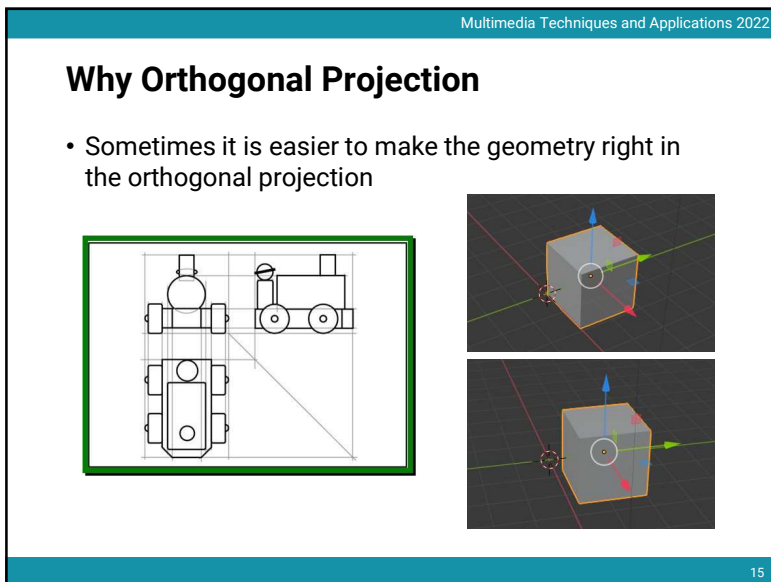 Multimedia Techniques and Applications 2022
Why Orthogonal Projection
• Sometimes it is easier to make the geometry right in
the orthogonal projection
15